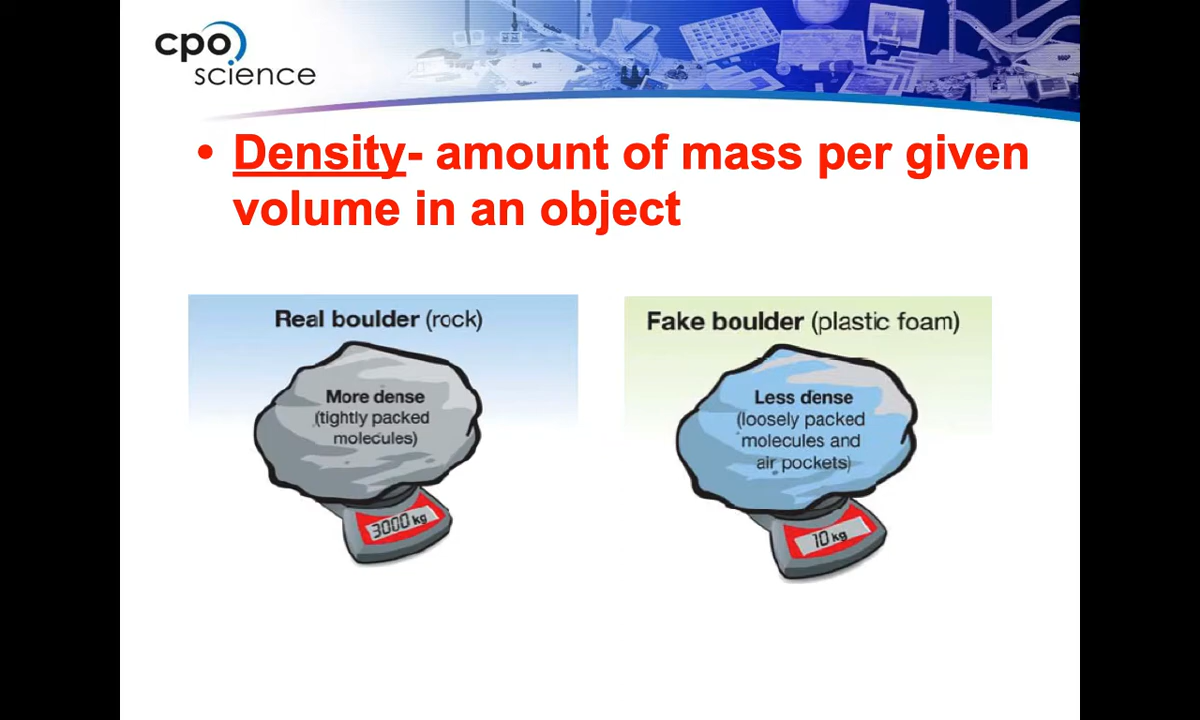 cpo
science
• Density- amount of mass per given
volume in an object
Real boulder (rock)
More dense
(tightly packed
molecules)
3000 kg
Fake boulder (plastic foam)
Less dense
(loosely packed
molecules and
air pockets)
10 kg